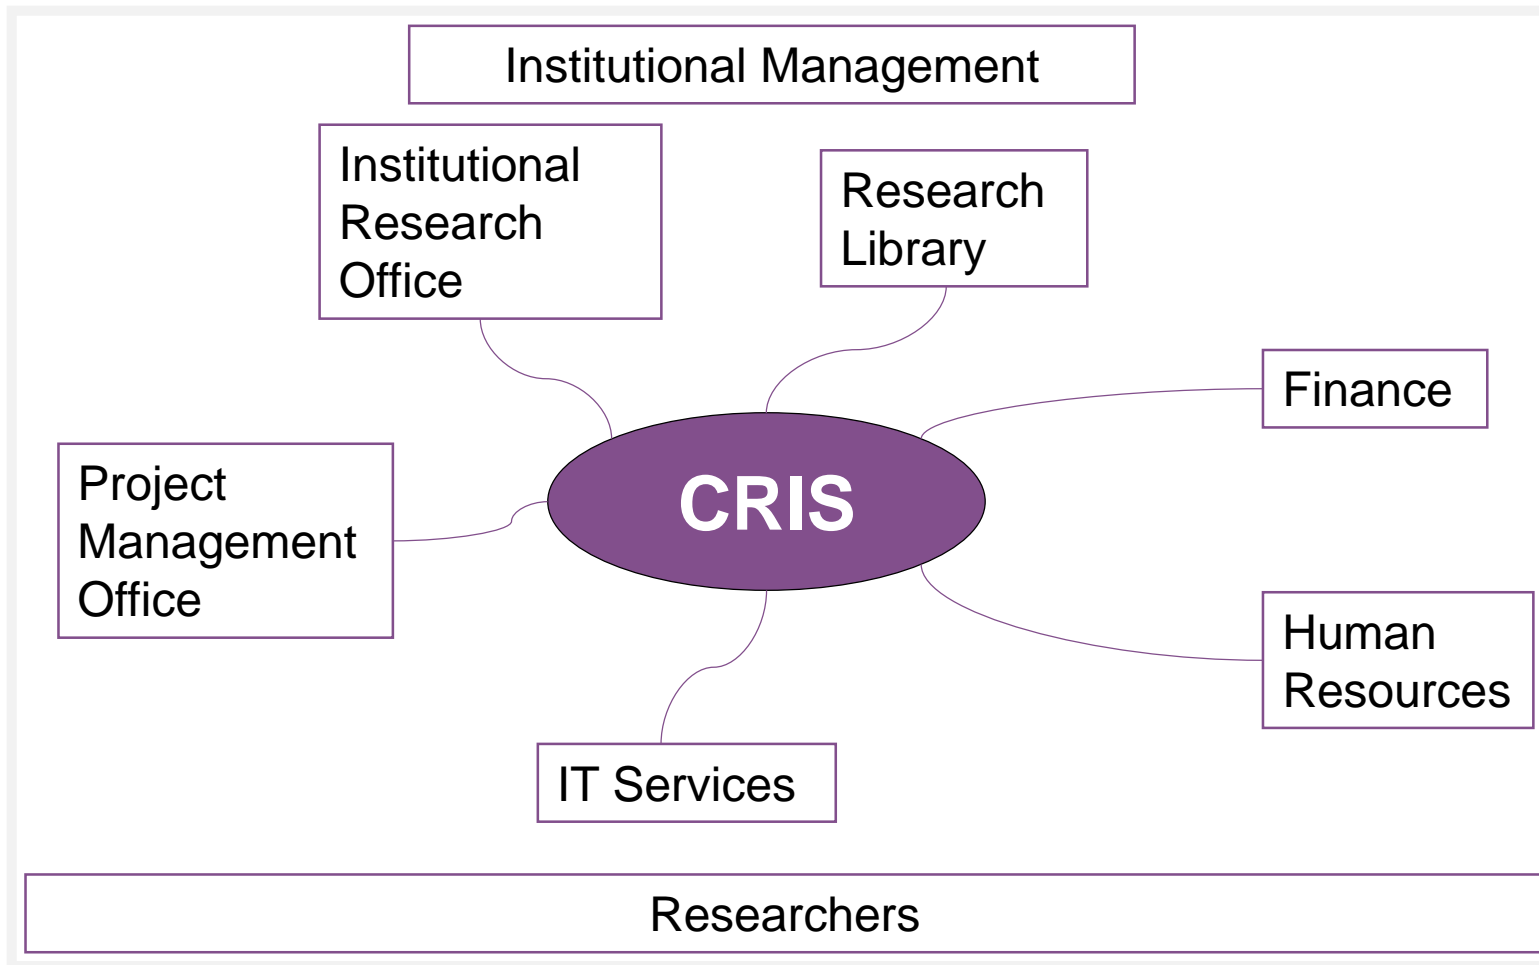 Institutional Management
Institutional
Research
Office
Research
Library
Finance
Project
Management
Office
CRIS
Human
Resources
IT Services
Researchers